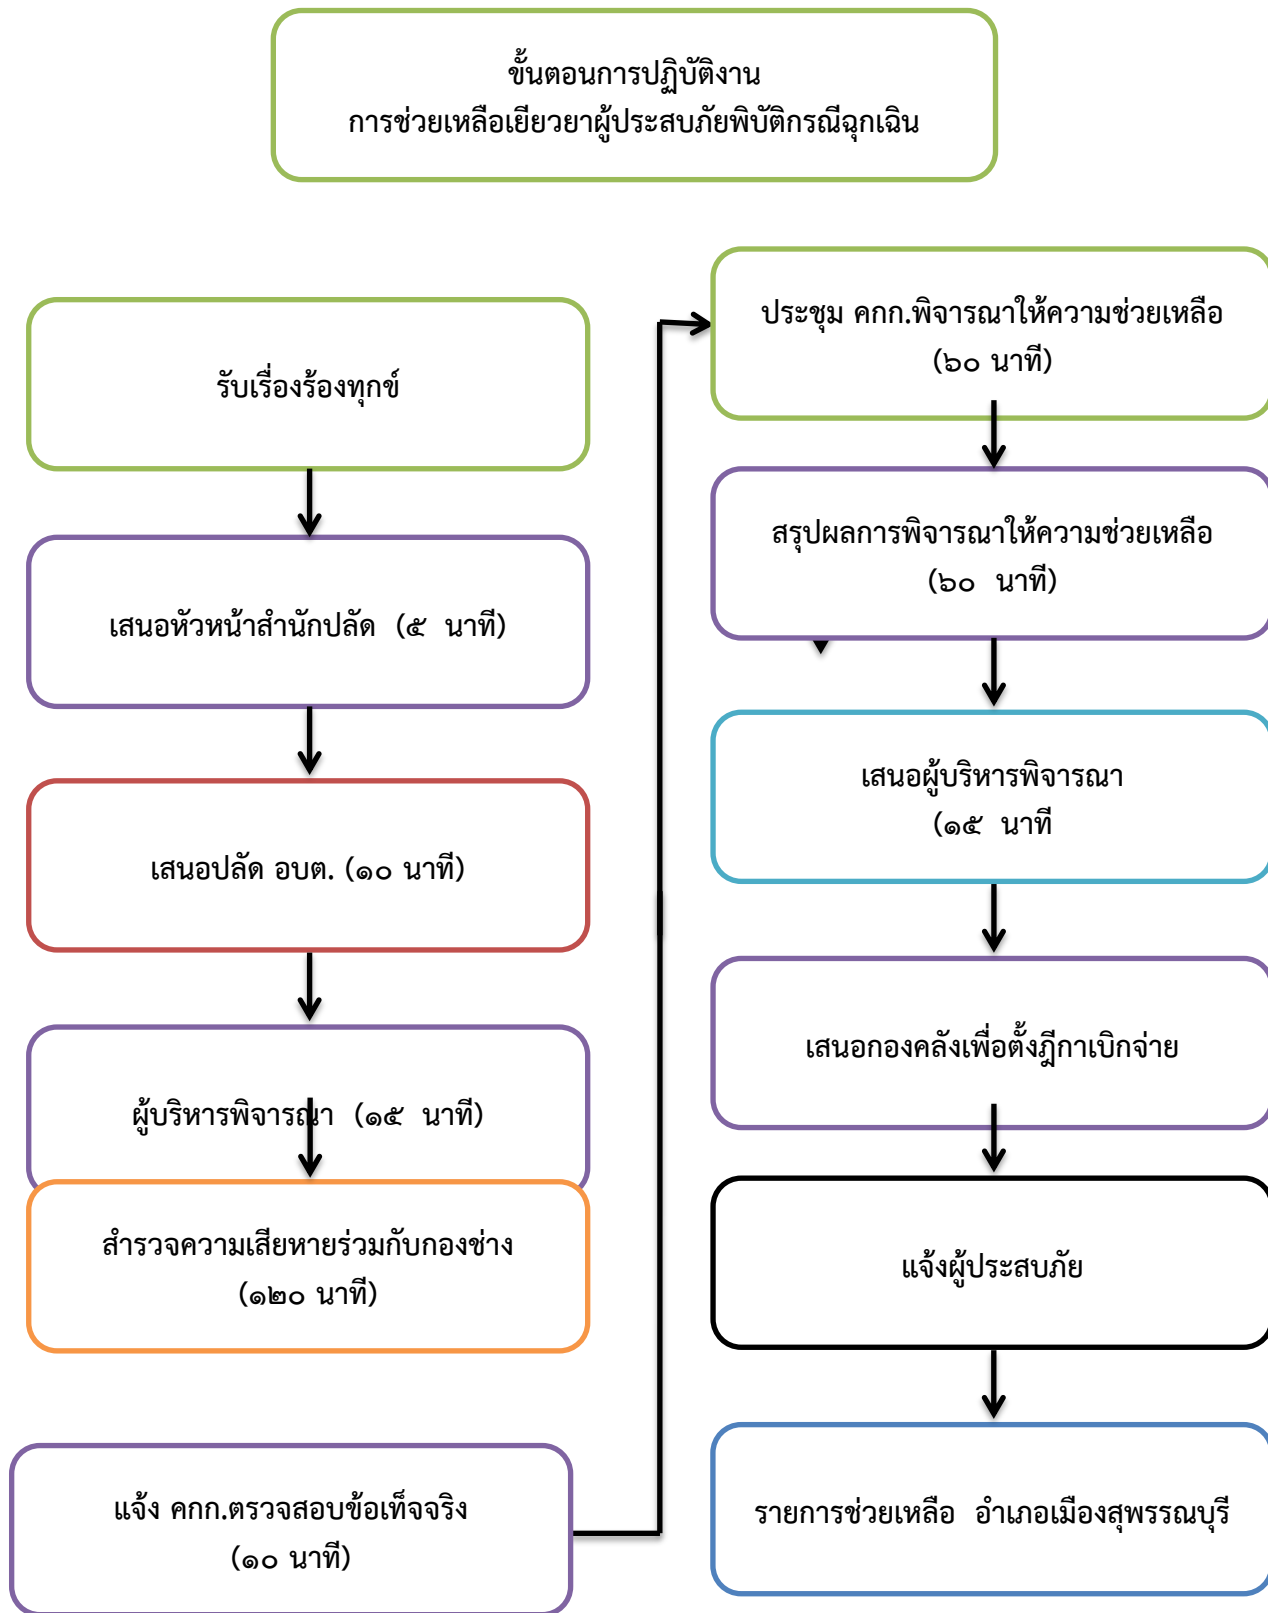 ขั้นตอนการปฏิบัติงาน
การช่วยเหลือเยียวยาผู้ประสบภัยพิบัติกรณีฉุกเฉิน
รับเรื่องร้องทุกข์
เสนอหัวหน้าสำนักปลัด (๕ นาที)
เสนอปลัด อบต. (๑๐ นาที)
ผู้บริหารพิจารณา (๑๕ นาที)
สำรวจความเสียหายร่วมกับกองช่าง
(๑๒๐ นาที)
แจ้ง คกก.ตรวจสอบข้อเท็จจริง
(๑๐ นาที)
ประชุม คกก.พิจารณาให้ความช่วยเหลือ
(๖๐ นาที)
สรุปผลการพิจารณาให้ความช่วยเหลือ
(๖๐ นาที)
เสนอผู้บริหารพิจารณา
(๑๕ นาที
เสนอกองคลังเพื่อตั้งฎีกาเบิกจ่าย
แจ้งผู้ประสบภัย
รายการช่วยเหลือ อำเภอเมืองสุพรรณบุรี